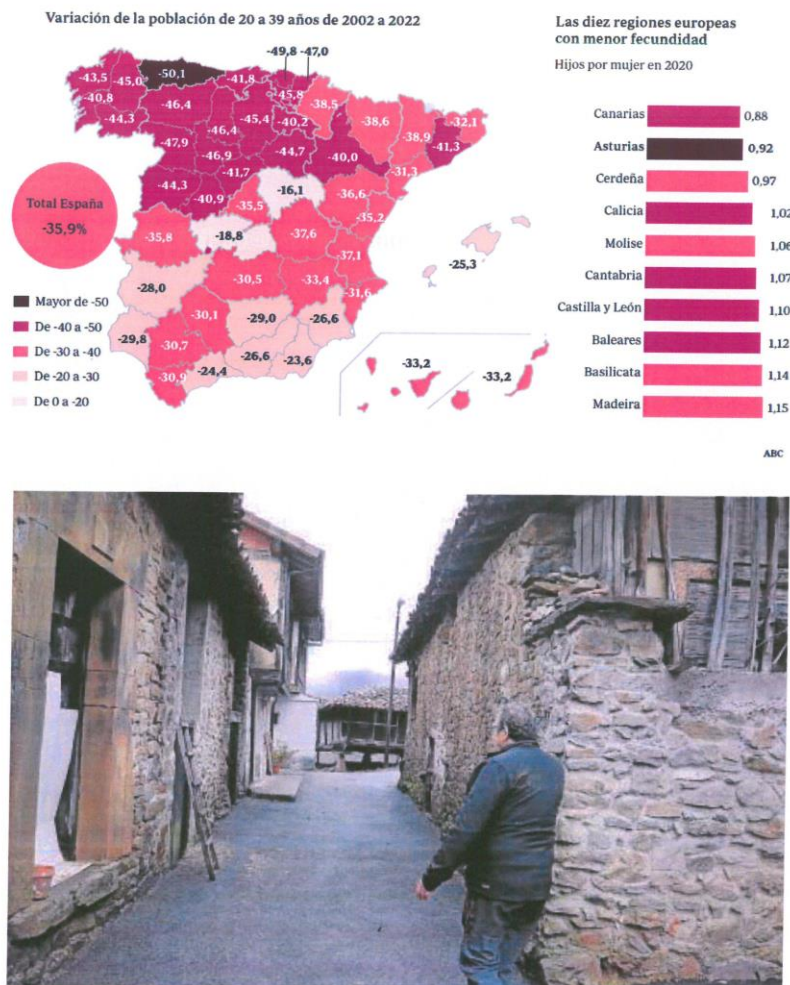 Variación de la población de 20 a 39 años de 2002 a 2022
-49,8
-47,0
-43,5
-45,0
-50,1
-41,8
-45,8
-38,5
-40,8
-44,3
-46,4
-45,4
-40,2
-38,6
-38,9
-32,1
-41,3
-46,4
-47,9
-46,9
-44,7
-40,0
-31,3
-41,7
-44,3
-40,9
-35,5
-16,1
-36,6
-35,2
Total España
-35,9%
-35,8
-18,8
-37,6
-37,1
-25,3
-28,0
-30,5
-33,4
-31,6
-29,8
-30,7
-30,1
-29,0
-26,6
-30,9
-24,4
-26,6
-23,6
-33,2
-33,2
Mayor de -50
De -40 a -50
De -30 a -40
De -20 a -30
De 0 a -20
Las diez regiones europeas
con menor fecundidad
Hijos por mujer en 2020
Canarias 0,88
Asturias 0,92
Cerdeña 0,97
Calicia 1,02
Molise 1,06
Cantabria 1,07
Castilla y León 1,10
Baleares 1,12
Basilicata 1,14
Madeira 1,15
ABC